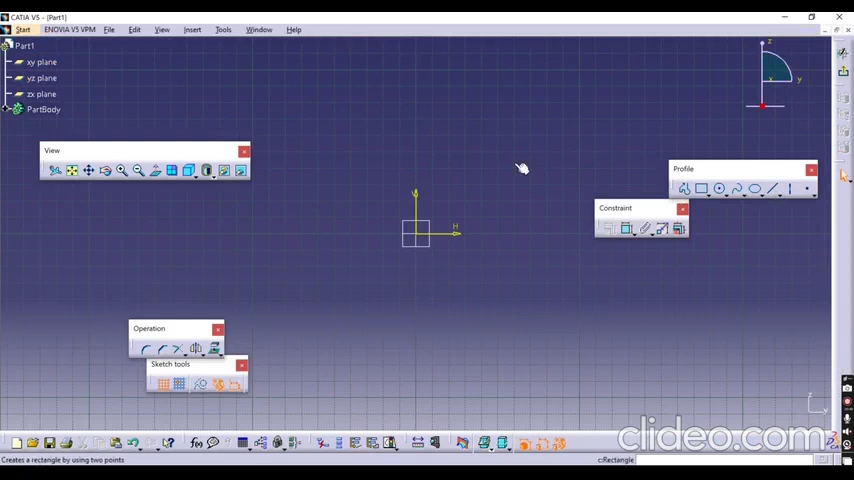 CATIA V5 - [Part1]
Start ENOVIA V5 VPM File Edit View Insert Tools Window Help
Part1
xy plane
yz plane
zx plane
PartBody
z
x
y
View
Profile
Constraint
V
H
Operation
Sketch tools
z
y
clideo.com
Creates a rectangle by using two points
c:Rectangle